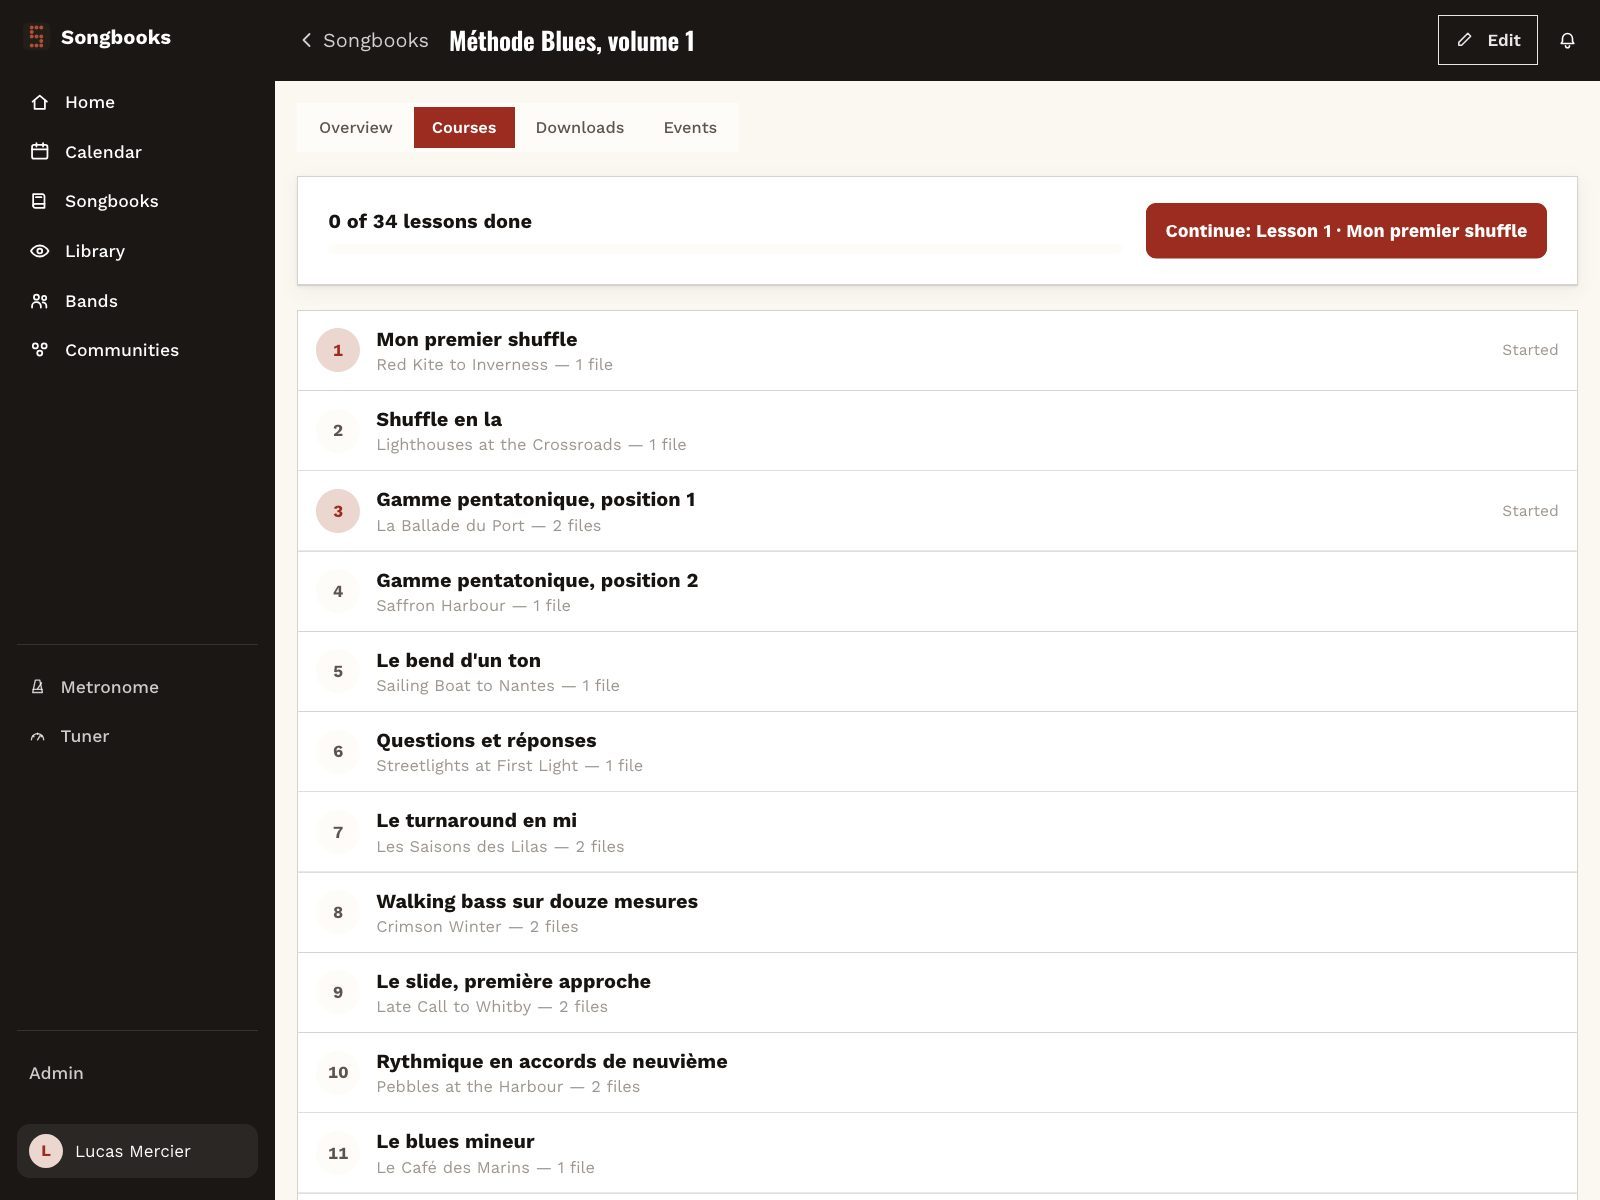 Songbooks
Home
Calendar
Songbooks
Library
Bands
Communities
Metronome
Tuner
Admin
L
Lucas Mercier
Songbooks
Méthode Blues, volume 1
Edit
Overview
Courses
Downloads
Events
0 of 34 lessons done
Continue: Lesson 1 · Mon premier shuffle
1
Mon premier shuffle
Red Kite to Inverness — 1 file
Started
2
Shuffle en la
Lighthouses at the Crossroads — 1 file
3
Gamme pentatonique, position 1
La Ballade du Port — 2 files
Started
4
Gamme pentatonique, position 2
Saffron Harbour — 1 file
5
Le bend d'un ton
Sailing Boat to Nantes — 1 file
6
Questions et réponses
Streetlights at First Light — 1 file
7
Le turnaround en mi
Les Saisons des Lilas — 2 files
8
Walking bass sur douze mesures
Crimson Winter — 2 files
9
Le slide, première approche
Late Call to Whitby — 2 files
10
Rythmique en accords de neuvième
Pebbles at the Harbour — 2 files
11
Le blues mineur
Le Café des Marins — 1 file